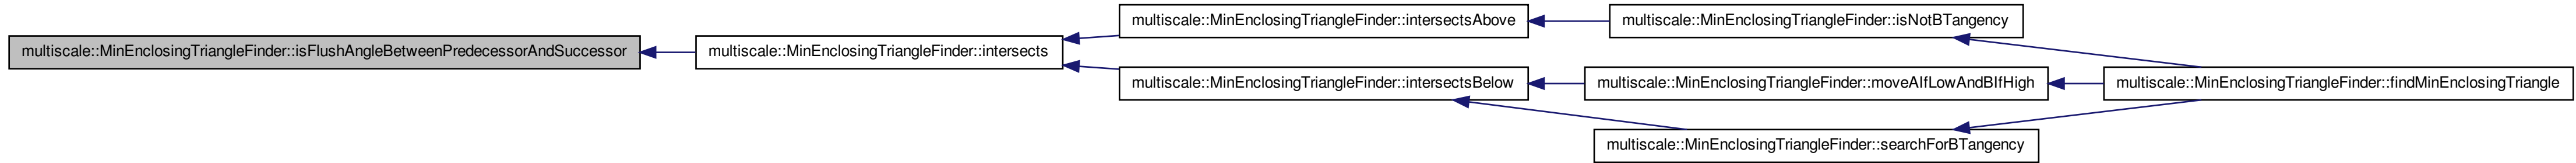 multiscale::MinEnclosingTriangleFinder::isFlushAngleBetweenPredecessorAndSuccessor
multiscale::MinEnclosingTriangleFinder::intersects
multiscale::MinEnclosingTriangleFinder::intersectsAbove
multiscale::MinEnclosingTriangleFinder::isNotBTangency
multiscale::MinEnclosingTriangleFinder::intersectsBelow
multiscale::MinEnclosingTriangleFinder::moveAIfLowAndBIfHigh
multiscale::MinEnclosingTriangleFinder::findMinEnclosingTriangle
multiscale::MinEnclosingTriangleFinder::searchForBTangency